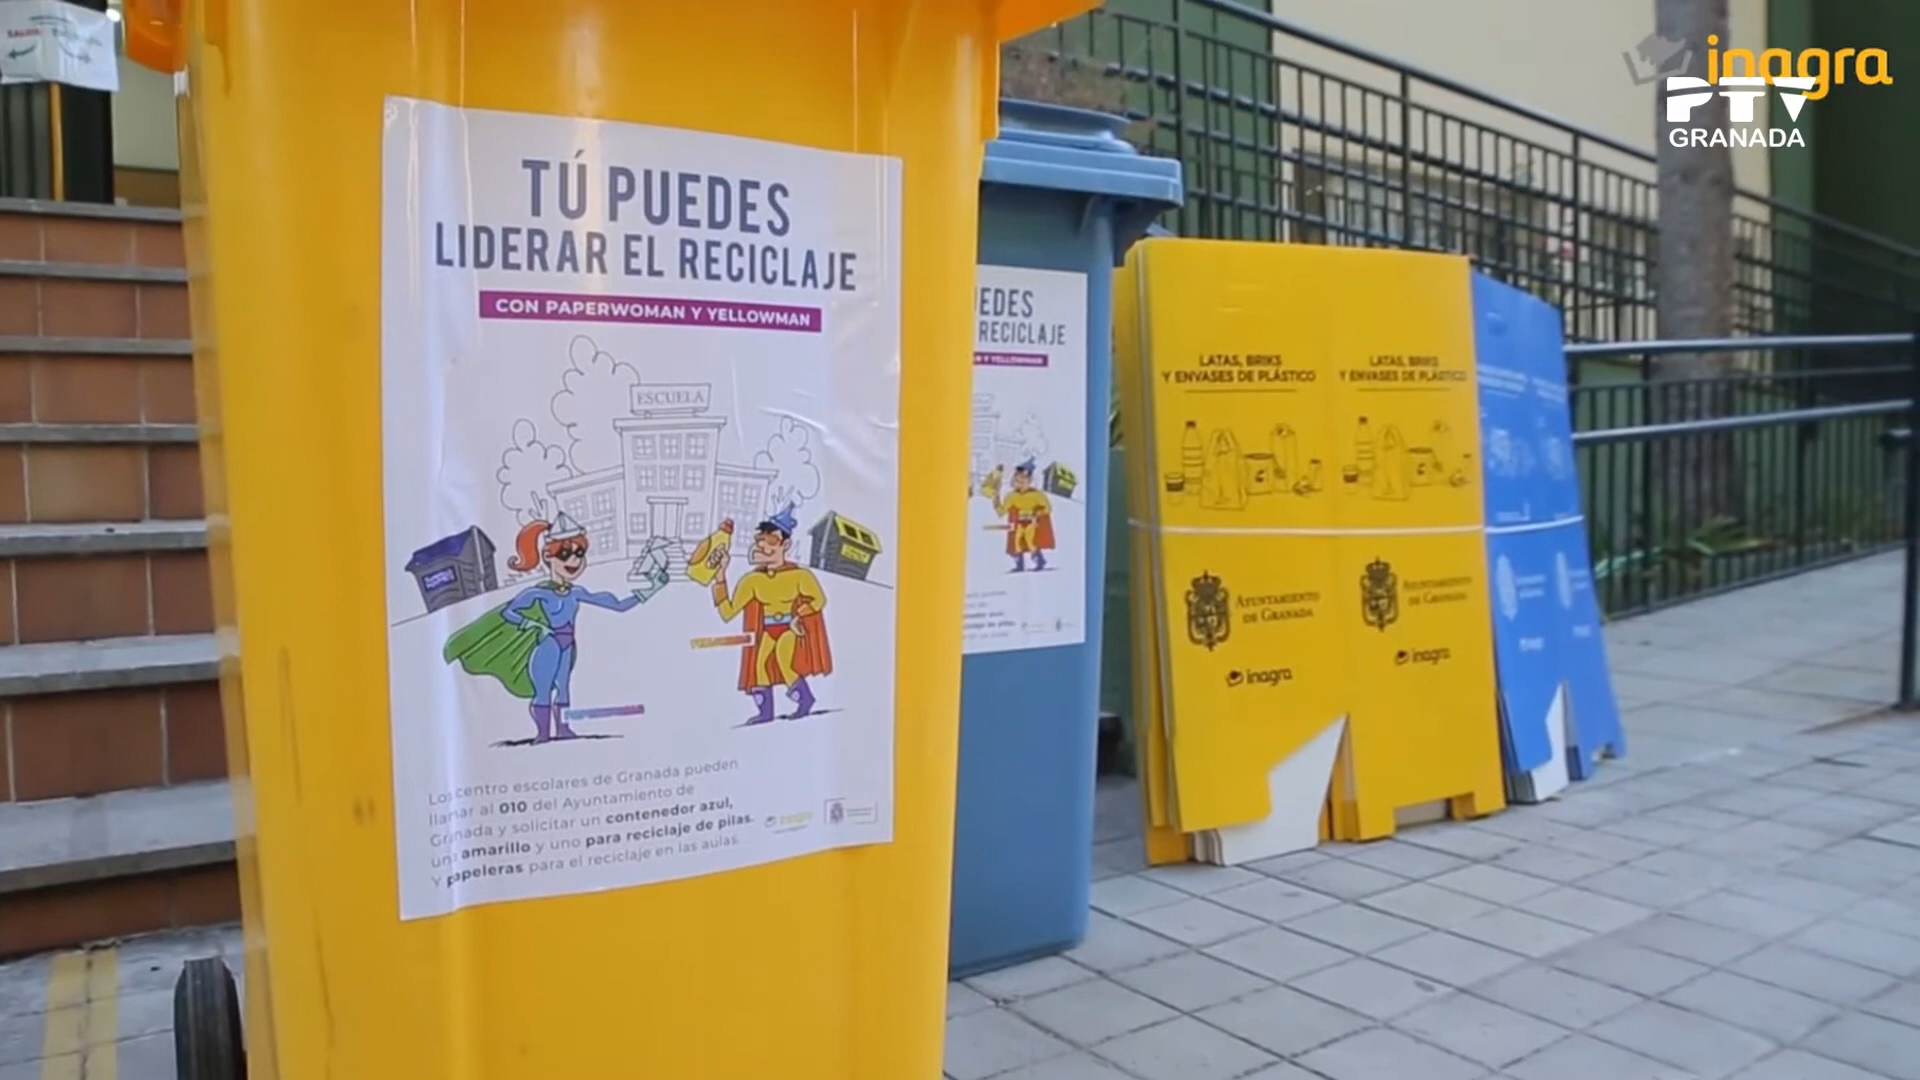 inagra
PTV
GRANADA
TÚ PUEDES
LIDERAR EL RECICLAJE
CON PAPERWOMAN Y YELLOWMAN
ESCUELA
Los centro escolares de Granada pueden
llamar al 010 del Ayuntamiento de
Granada y solicitar un contenedor azul,
uno amarillo y uno para reciclaje de pilas.
Y papeleras para el reciclaje en las aulas.
inagra
UEDES
RECICLAJE
N Y YELLOWMAN
LATAS, BRIKS
Y ENVASES DE PLÁSTICO
LATAS, BRIKS
Y ENVASES DE PLÁSTICO
AYUNTAMIENTO
DE GRANADA
inagra
AYUNTAMIENTO
DE GRANADA
inagra